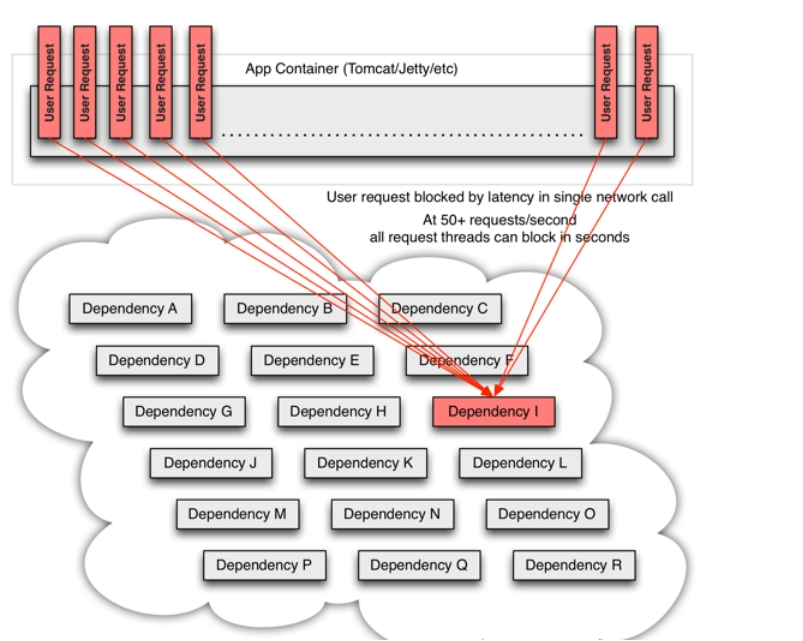 User Request
User Request
User Request
User Request
User Request
User Request
User Request
App Container (Tomcat/Jetty/etc)
User request blocked by latency in single network call
At 50+ requests/second
all request threads can block in seconds
Dependency A
Dependency B
Dependency C
Dependency D
Dependency E
Dependency F
Dependency G
Dependency H
Dependency I
Dependency J
Dependency K
Dependency L
Dependency M
Dependency N
Dependency O
Dependency P
Dependency Q
Dependency R